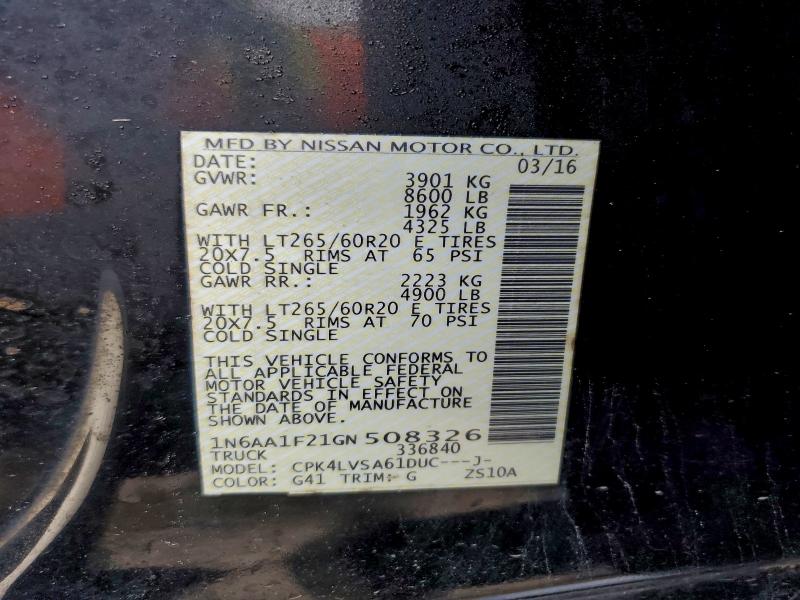 MFD BY NISSAN MOTOR CO., LTD.
DATE: 03/16
GVWR: 3901 KG
8600 LB
GAWR FR.: 1962 KG
4325 LB
WITH LT265/60R20 E TIRES
20X7.5 RIMS AT 65 PSI
COLD SINGLE
GAWR RR.: 2223 KG
4900 LB
WITH LT265/60R20 E TIRES
20X7.5 RIMS AT 70 PSI
COLD SINGLE
THIS VEHICLE CONFORMS TO
ALL APPLICABLE FEDERAL
MOTOR VEHICLE SAFETY
STANDARDS IN EFFECT ON
THE DATE OF MANUFACTURE
SHOWN ABOVE.
1N6AA1F21GN508326
TRUCK 336840
MODEL: CPK4LVSA61DUC---J-
COLOR: G41 TRIM: G ZS10A